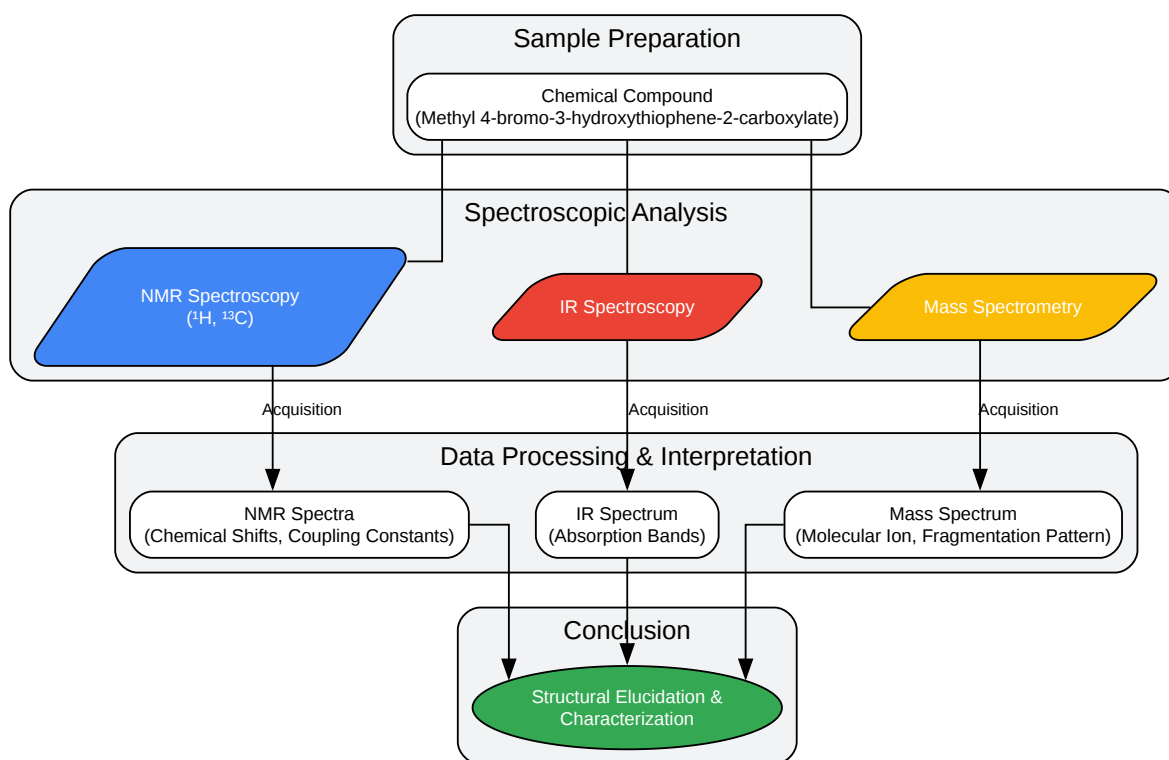 Sample Preparation
Chemical Compound
(Methyl 4-bromo-3-hydroxythiophene-2-carboxylate)
Spectroscopic Analysis
NMR Spectroscopy
(¹H, ¹³C)
IR Spectroscopy
Mass Spectrometry
Acquisition
Acquisition
Acquisition
Data Processing & Interpretation
NMR Spectra
(Chemical Shifts, Coupling Constants)
IR Spectrum
(Absorption Bands)
Mass Spectrum
(Molecular Ion, Fragmentation Pattern)
Conclusion
Structural Elucidation &
Characterization